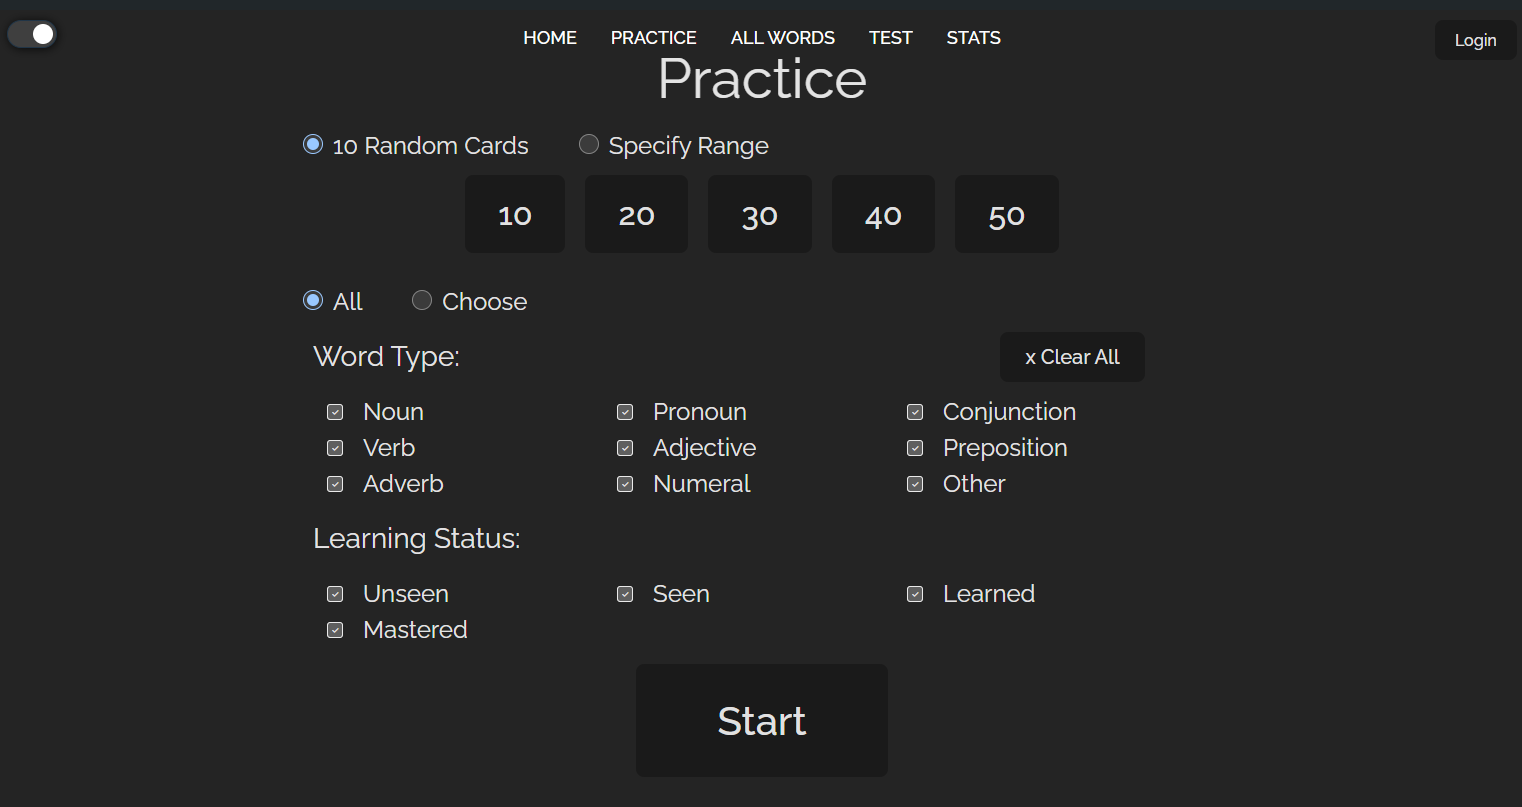 HOME PRACTICE ALL WORDS TEST STATS Login
Practice
10 Random Cards Specify Range
10 20 30 40 50
All Choose
Word Type: x Clear All
Noun Pronoun Conjunction
Verb Adjective Preposition
Adverb Numeral Other
Learning Status:
Unseen Seen Learned
Mastered
Start